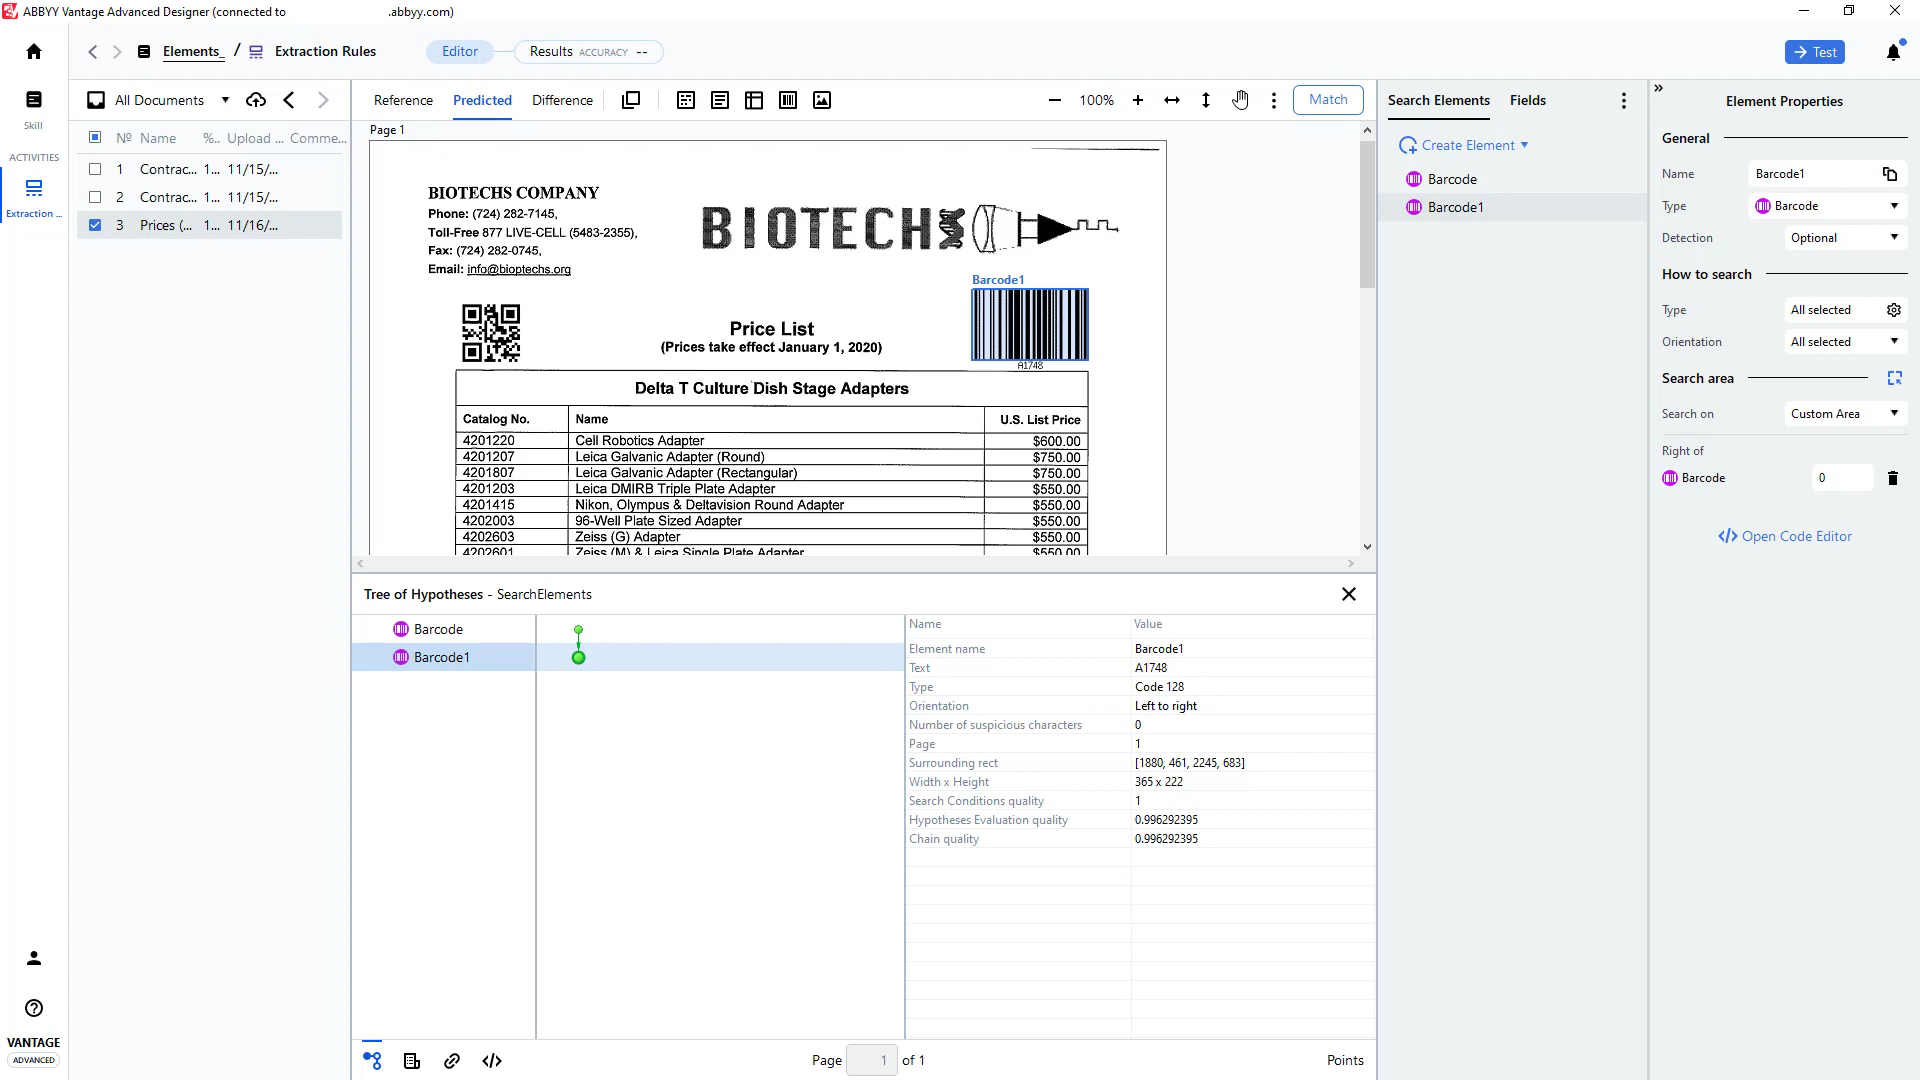 ABBYY Vantage Advanced Designer (connected to .abbyy.com)
Elements_ / Extraction Rules
Editor
Results ACCURACY --
Test
Skill
ACTIVITIES
Extraction ...
VANTAGE
ADVANCED
All Documents
№ Name %.. Upload ... Comme...
1 Contrac... 1... 11/15/...
2 Contrac... 1... 11/15/...
3 Prices (... 1... 11/16/...
Reference Predicted Difference
100%
Match
Page 1
BIOTECHS COMPANY
Phone: (724) 282-7145,
Toll-Free 877 LIVE-CELL (5483-2355),
Fax: (724) 282-0745,
Email: info@bioptechs.org
BIOTECHS
Barcode1
A1748
Price List
(Prices take effect January 1, 2020)
Delta T Culture Dish Stage Adapters
Catalog No. Name U.S. List Price
4201220 Cell Robotics Adapter $600.00
4201207 Leica Galvanic Adapter (Round) $750.00
4201807 Leica Galvanic Adapter (Rectangular) $750.00
4201203 Leica DMIRB Triple Plate Adapter $550.00
4201415 Nikon, Olympus & Deltavision Round Adapter $550.00
4202003 96-Well Plate Sized Adapter $550.00
4202603 Zeiss (G) Adapter $550.00
4202601 Zeiss (M) & Leica Single Plate Adapter $550.00
Tree of Hypotheses - SearchElements
Barcode
Barcode1
Name Value
Element name Barcode1
Text A1748
Type Code 128
Orientation Left to right
Number of suspicious characters 0
Page 1
Surrounding rect [1880, 461, 2245, 683]
Width x Height 365 x 222
Search Conditions quality 1
Hypotheses Evaluation quality 0.996292395
Chain quality 0.996292395
Page 1 of 1
Points
Search Elements Fields
Create Element
Barcode
Barcode1
Element Properties
General
Name Barcode1
Type Barcode
Detection Optional
How to search
Type All selected
Orientation All selected
Search area
Search on Custom Area
Right of
Barcode 0
Open Code Editor